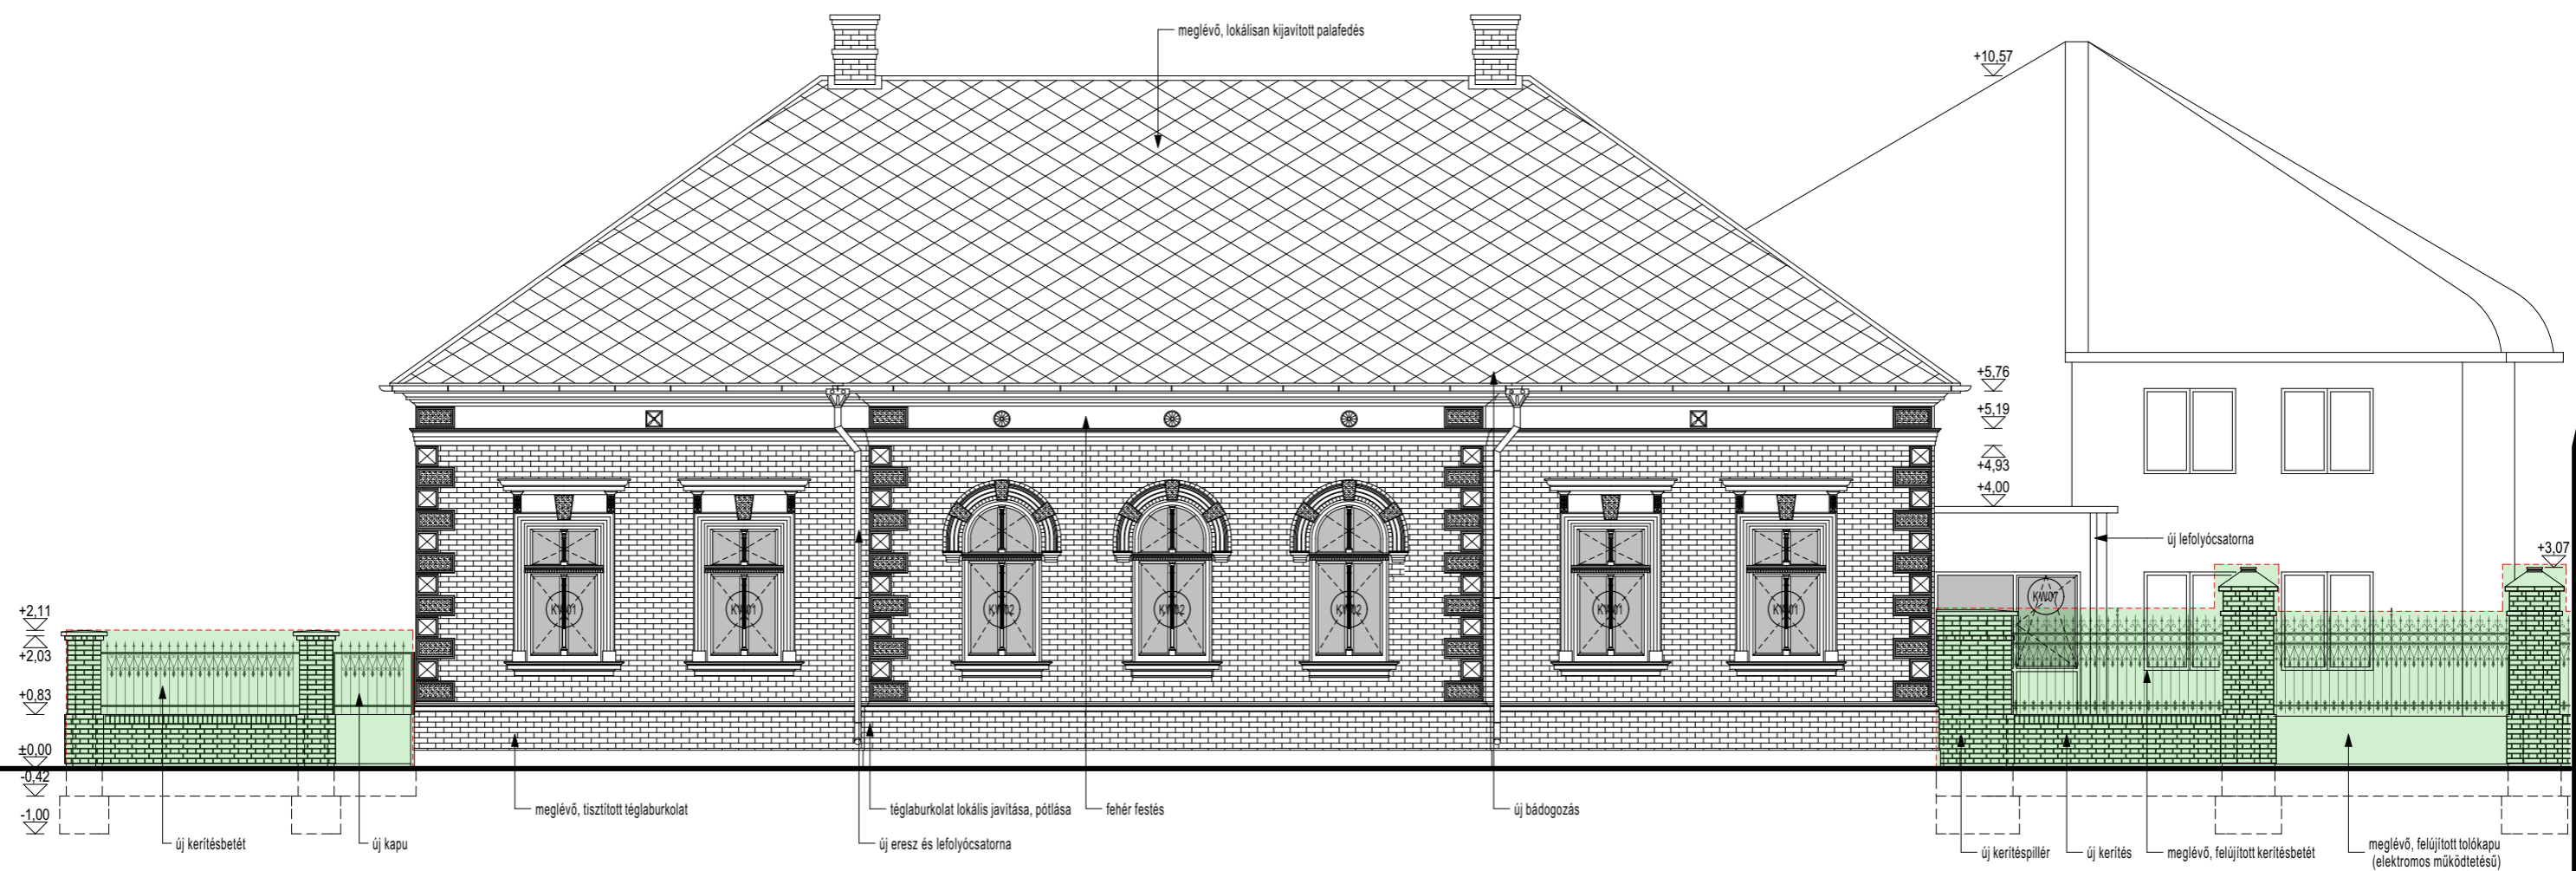 meglévő, lokálisan kijavított palafedés
+10,57
+5,76
+5,19
+4,93
+4,00
új lefolyócsatorna
+3,07
+2,11
+2,03
+0,83
±0,00
-0,42
-1,00
KW01
KW01
KW02
KW02
KW02
KW01
KW01
KW07
meglévő, tisztított téglaburkolat
téglaburkolat lokális javítása, pótlása
fehér festés
új bádogozás
új kerítésbetét
új kapu
új eresz és lefolyócsatorna
új kerítéspillér
új kerítés
meglévő, felújított kerítésbetét
meglévő, felújított tolókapu
(elektromos működtetésű)